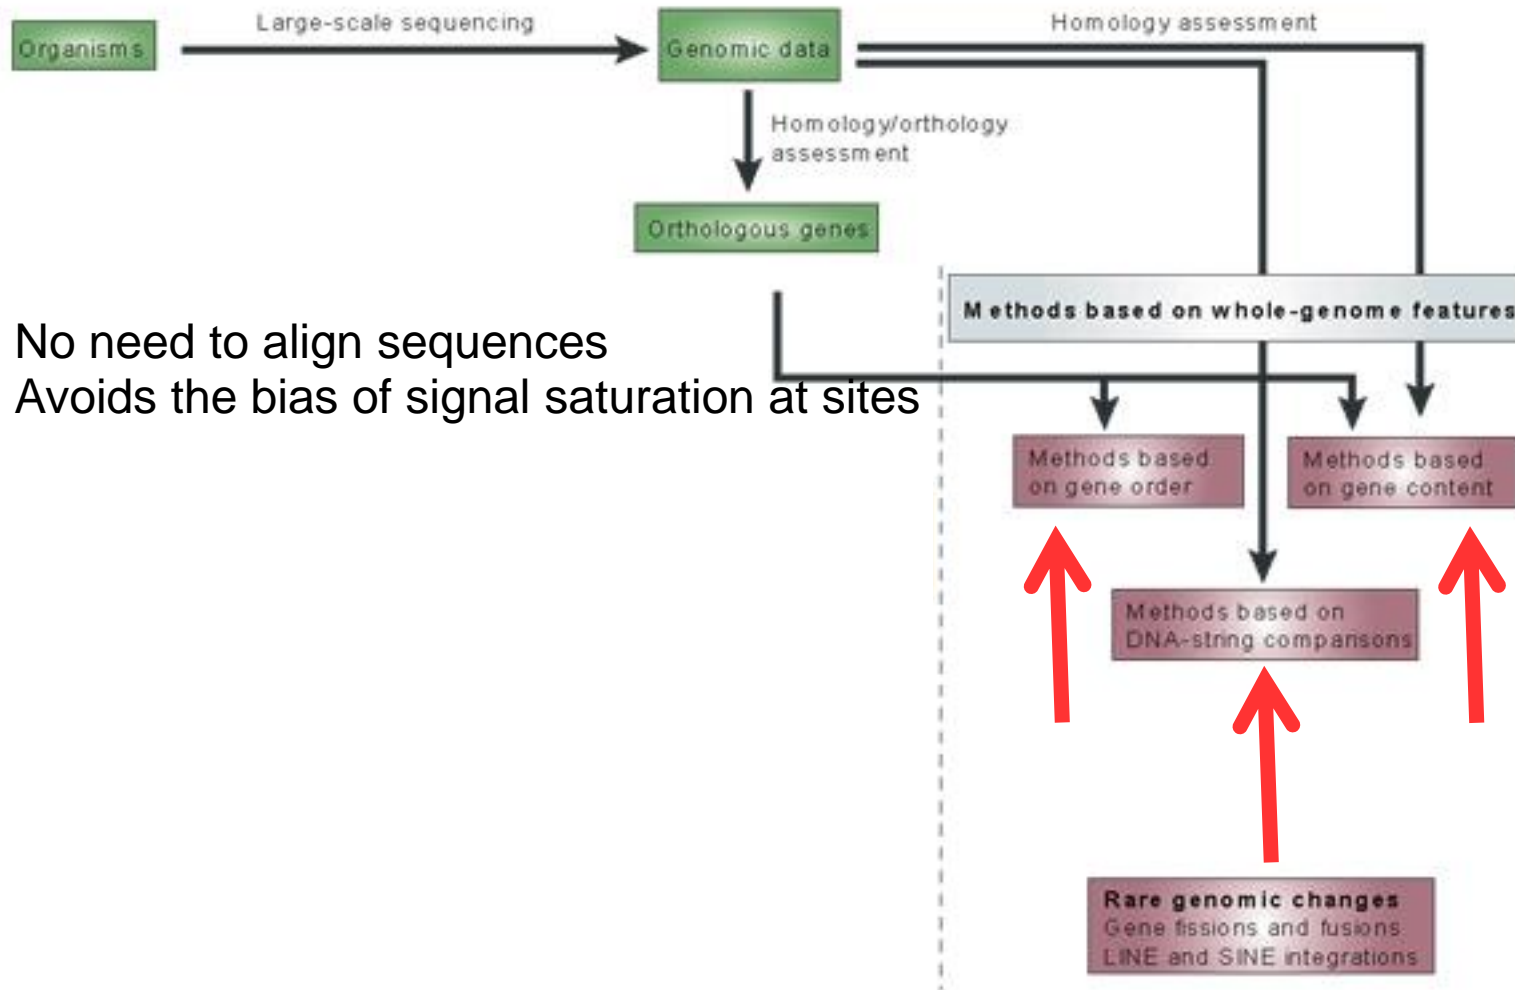 Large-scale sequencing
Homology assessment
Organisms
Genomic data
Homology/orthology
assessment
Orthologous genes
Methods based on whole-genome features
No need to align sequences
Avoids the bias of signal saturation at sites
Methods based
on gene order
Methods based
on gene content
Methods based on
DNA-string comparisons
Rare genomic changes
Gene fissions and fusions
LINE and SINE integrations